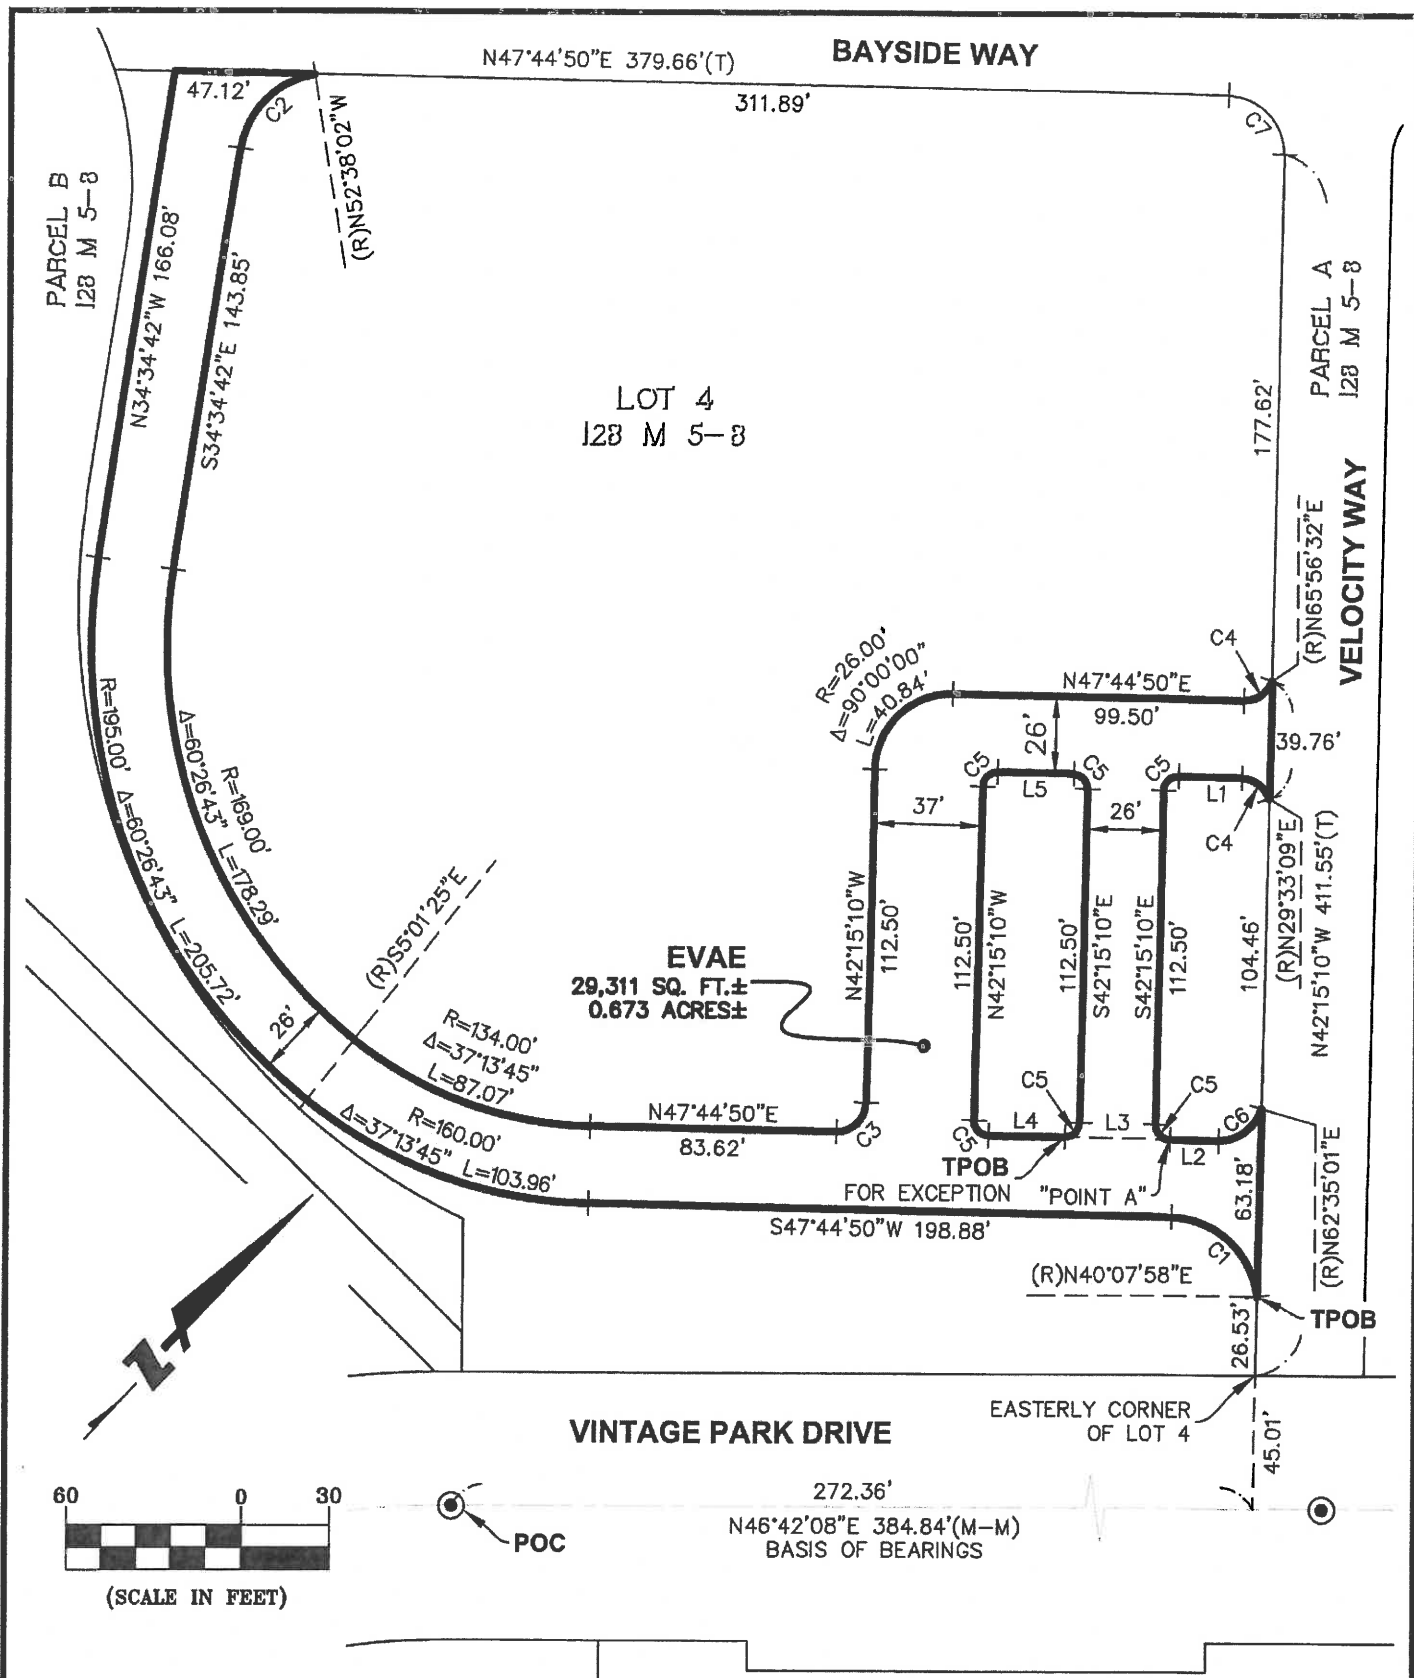 N47°44'50"E 379.66'(T)
BAYSIDE WAY
47.12'
C2
311.89'
C7
(R)N52°38'02"W
PARCEL B
128 M 5-8
N34°34'42"W 166.08'
S34°34'42"E 143.85'
LOT 4
128 M 5-8
PARCEL A
128 M 5-8
177.62'
VELOCITY WAY
(R)N65°56'32"E
C4
R=26.00'
Δ=90°00'00"
L=40.84'
N47°44'50"E
99.50'
26'
39.76'
C5
L5
C5
C5
L1
37'
26'
C4
R=195.00' Δ=60°26'43" L=205.72'
R=169.00'
Δ=60°26'43" L=178.29'
(R)S5°01'25"E
26'
N42°15'10"W
112.50'
112.50'
N42°15'10"W
112.50'
S42°15'10"E
S42°15'10"E
112.50'
104.46'
(R)N29°33'09"E
N42°15'10"W 411.55'(T)
EVAE
29,311 SQ. FT.±
0.673 ACRES±
R=134.00'
Δ=37°13'45"
L=87.07'
R=160.00'
Δ=37°13'45" L=103.96'
N47°44'50"E
83.62'
C3
C5
L4
C5
L3
C5
L2
C6
TPOB
FOR EXCEPTION
"POINT A"
63.18'
(R)N62°35'01"E
S47°44'50"W 198.88'
C1
(R)N40°07'58"E
TPOB
26.53'
Z
VINTAGE PARK DRIVE
EASTERLY CORNER
OF LOT 4
45.01'
60 0 30
(SCALE IN FEET)
POC
272.36'
N46°42'08"E 384.84'(M-M)
BASIS OF BEARINGS